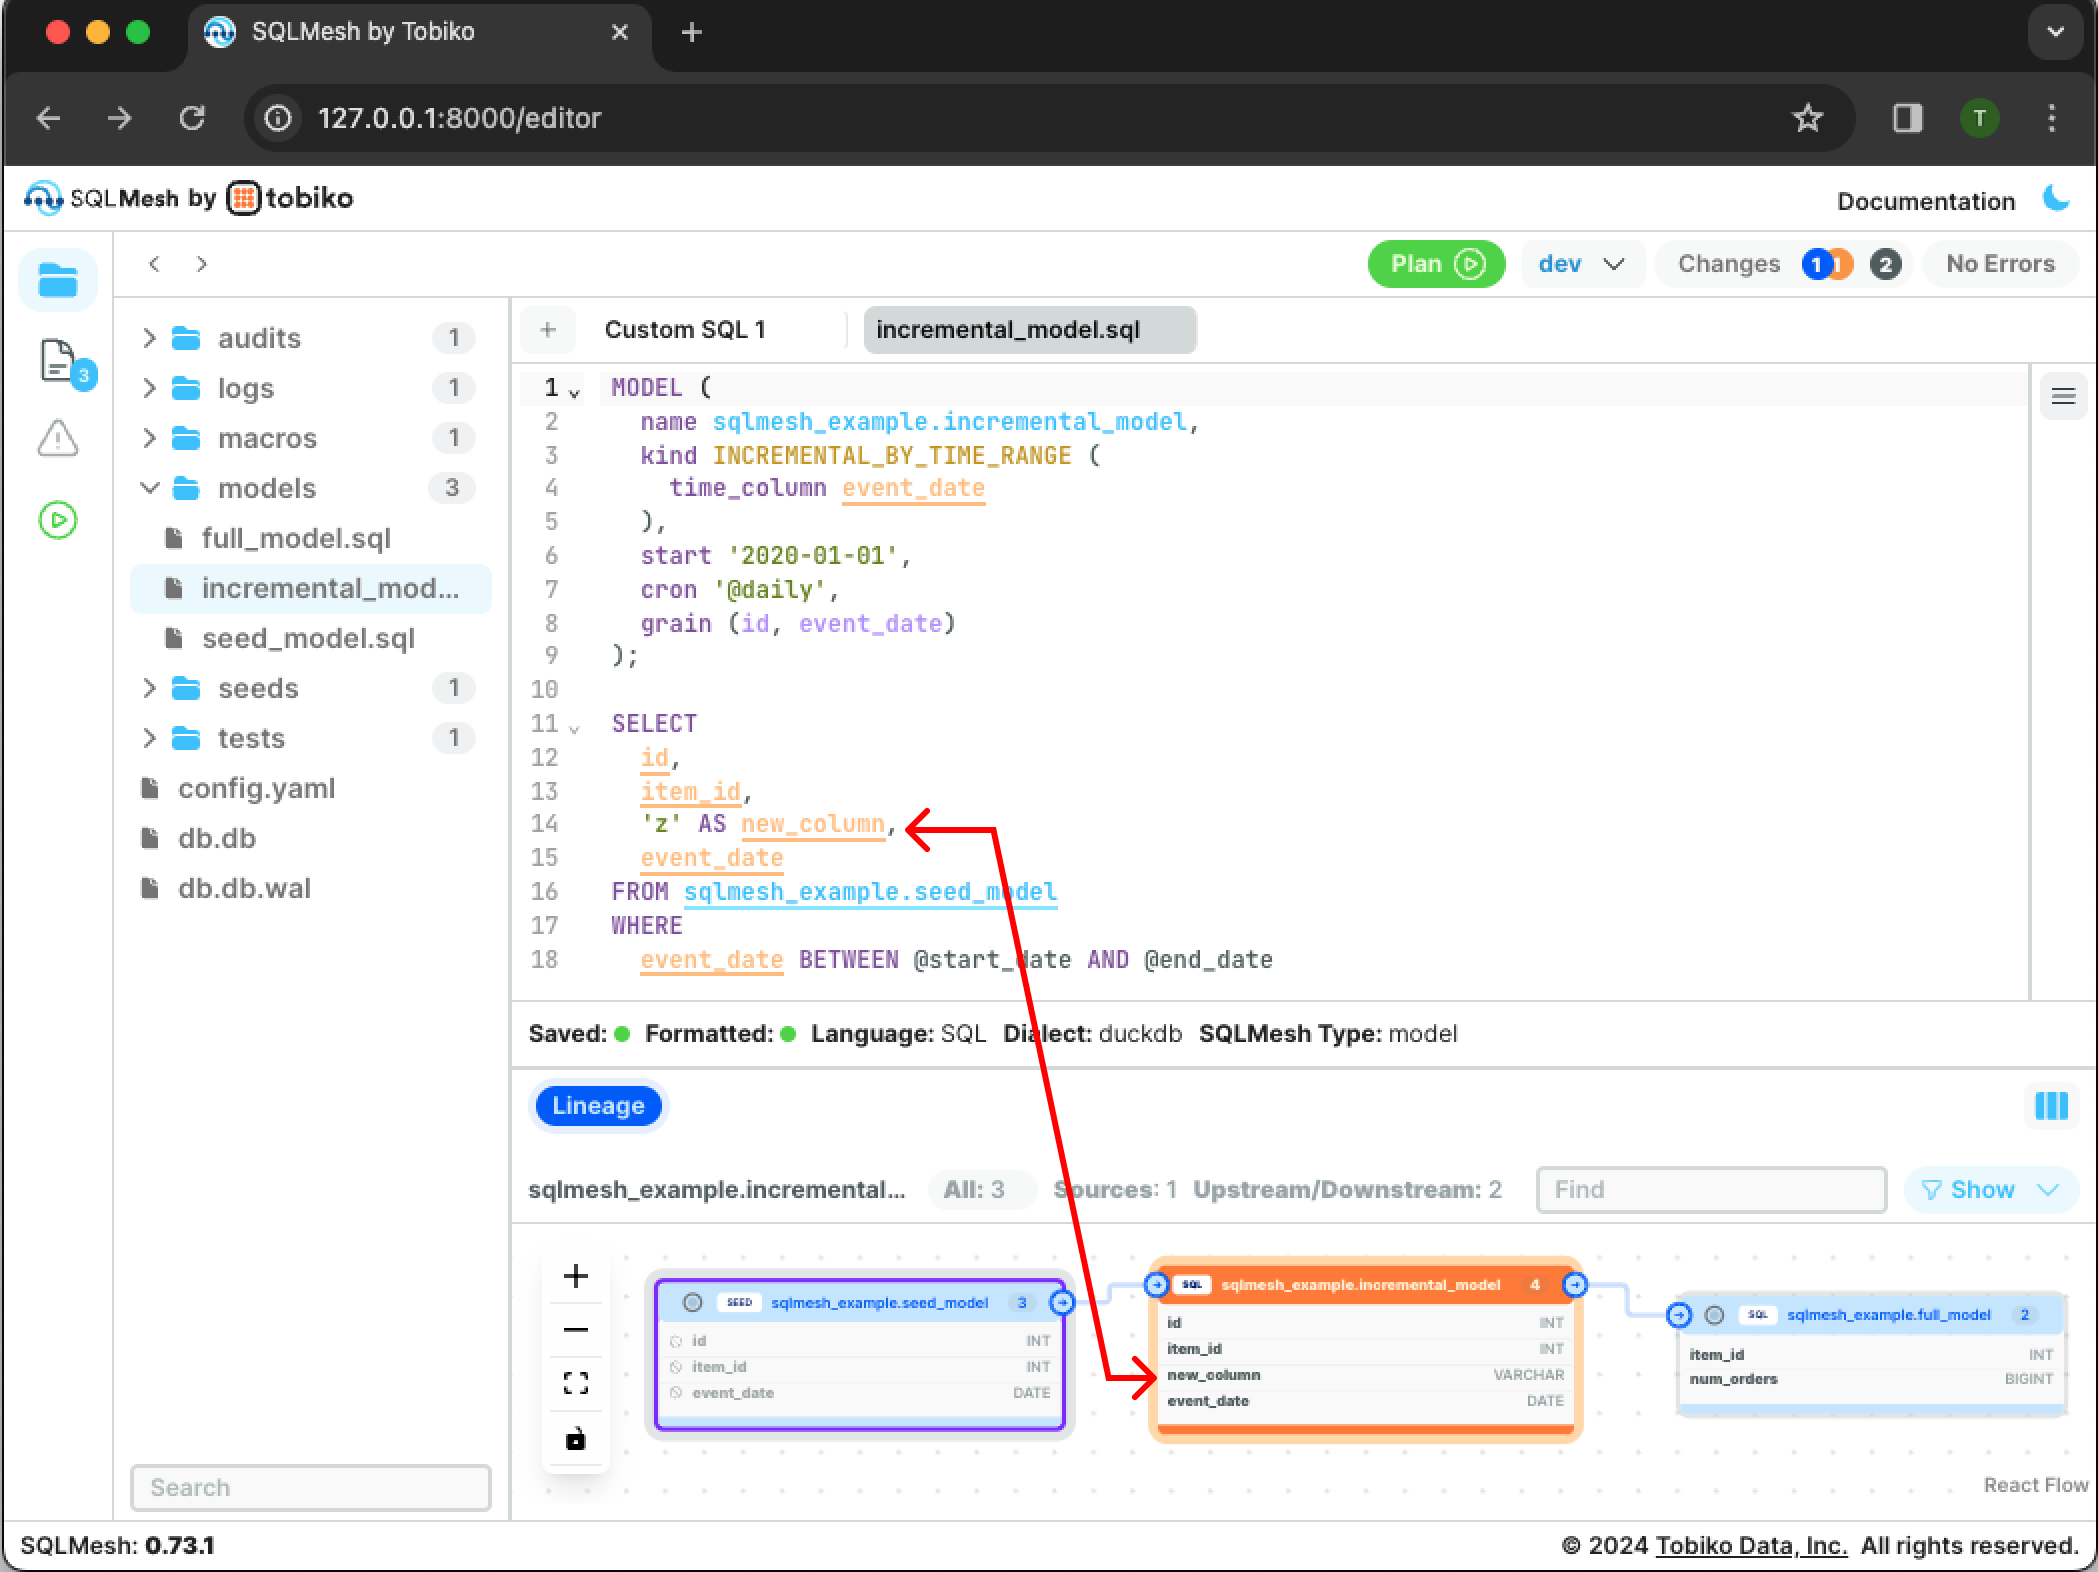 SQLMesh by Tobiko
127.0.0.1:8000/editor
T
SQLMesh by tobiko
Documentation
Plan
dev
Changes 1 1 2
No Errors
audits 1
logs 1
macros 1
models 3
full_model.sql
incremental_mod...
seed_model.sql
seeds 1
tests 1
config.yaml
db.db
db.db.wal
3
Search
+ Custom SQL 1 incremental_model.sql
1 MODEL (
2 name sqlmesh_example.incremental_model,
3 kind INCREMENTAL_BY_TIME_RANGE (
4 time_column event_date
5 ),
6 start '2020-01-01',
7 cron '@daily',
8 grain (id, event_date)
9 );
10
11 SELECT
12 id,
13 item_id,
14 'z' AS new_column,
15 event_date
16 FROM sqlmesh_example.seed_model
17 WHERE
18 event_date BETWEEN @start_date AND @end_date
Saved: Formatted: Language: SQL Dialect: duckdb SQLMesh Type: model
Lineage
sqlmesh_example.incremental... All: 3 Sources: 1 Upstream/Downstream: 2 Find Show
SEED sqlmesh_example.seed_model 3
id INT
item_id INT
event_date DATE
SQL sqlmesh_example.incremental_model 4
id INT
item_id INT
new_column VARCHAR
event_date DATE
SQL sqlmesh_example.full_model 2
item_id INT
num_orders BIGINT
React Flow
SQLMesh: 0.73.1
© 2024 Tobiko Data, Inc. All rights reserved.